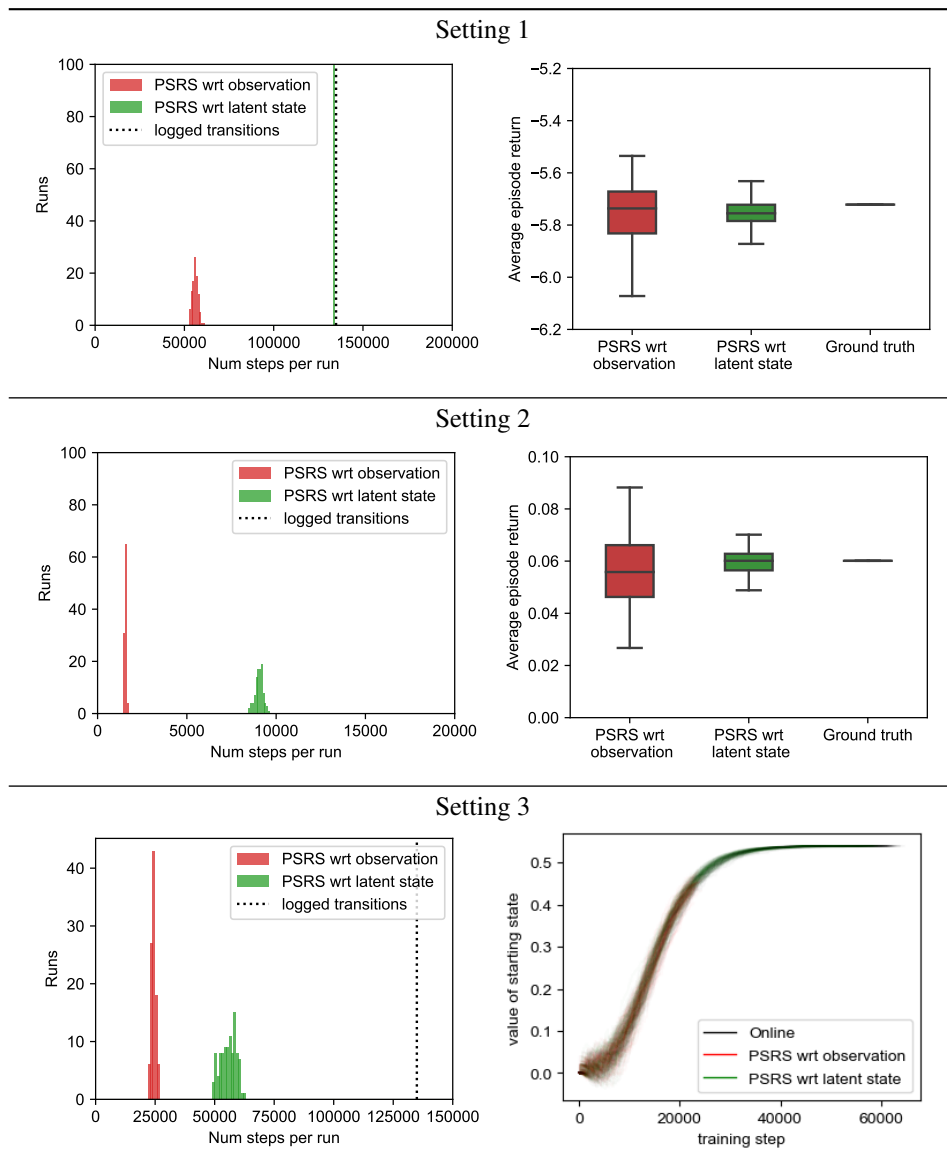 Setting 1
100
80
60
40
20
0
Runs
PSRS wrt observation
PSRS wrt latent state
logged transitions
0 50000 100000 150000 200000
Num steps per run
−5.2
−5.4
−5.6
−5.8
−6.0
−6.2
Average episode return
PSRS wrt
observation
PSRS wrt
latent state
Ground truth
Setting 2
100
80
60
40
20
0
Runs
PSRS wrt observation
PSRS wrt latent state
logged transitions
0 5000 10000 15000 20000
Num steps per run
0.10
0.08
0.06
0.04
0.02
0.00
Average episode return
PSRS wrt
observation
PSRS wrt
latent state
Ground truth
Setting 3
40
30
20
10
0
Runs
PSRS wrt observation
PSRS wrt latent state
logged transitions
0 25000 50000 75000 100000 125000 150000
Num steps per run
0.5
0.4
0.3
0.2
0.1
0.0
value of starting state
Online
PSRS wrt observation
PSRS wrt latent state
0 20000 40000 60000
training step